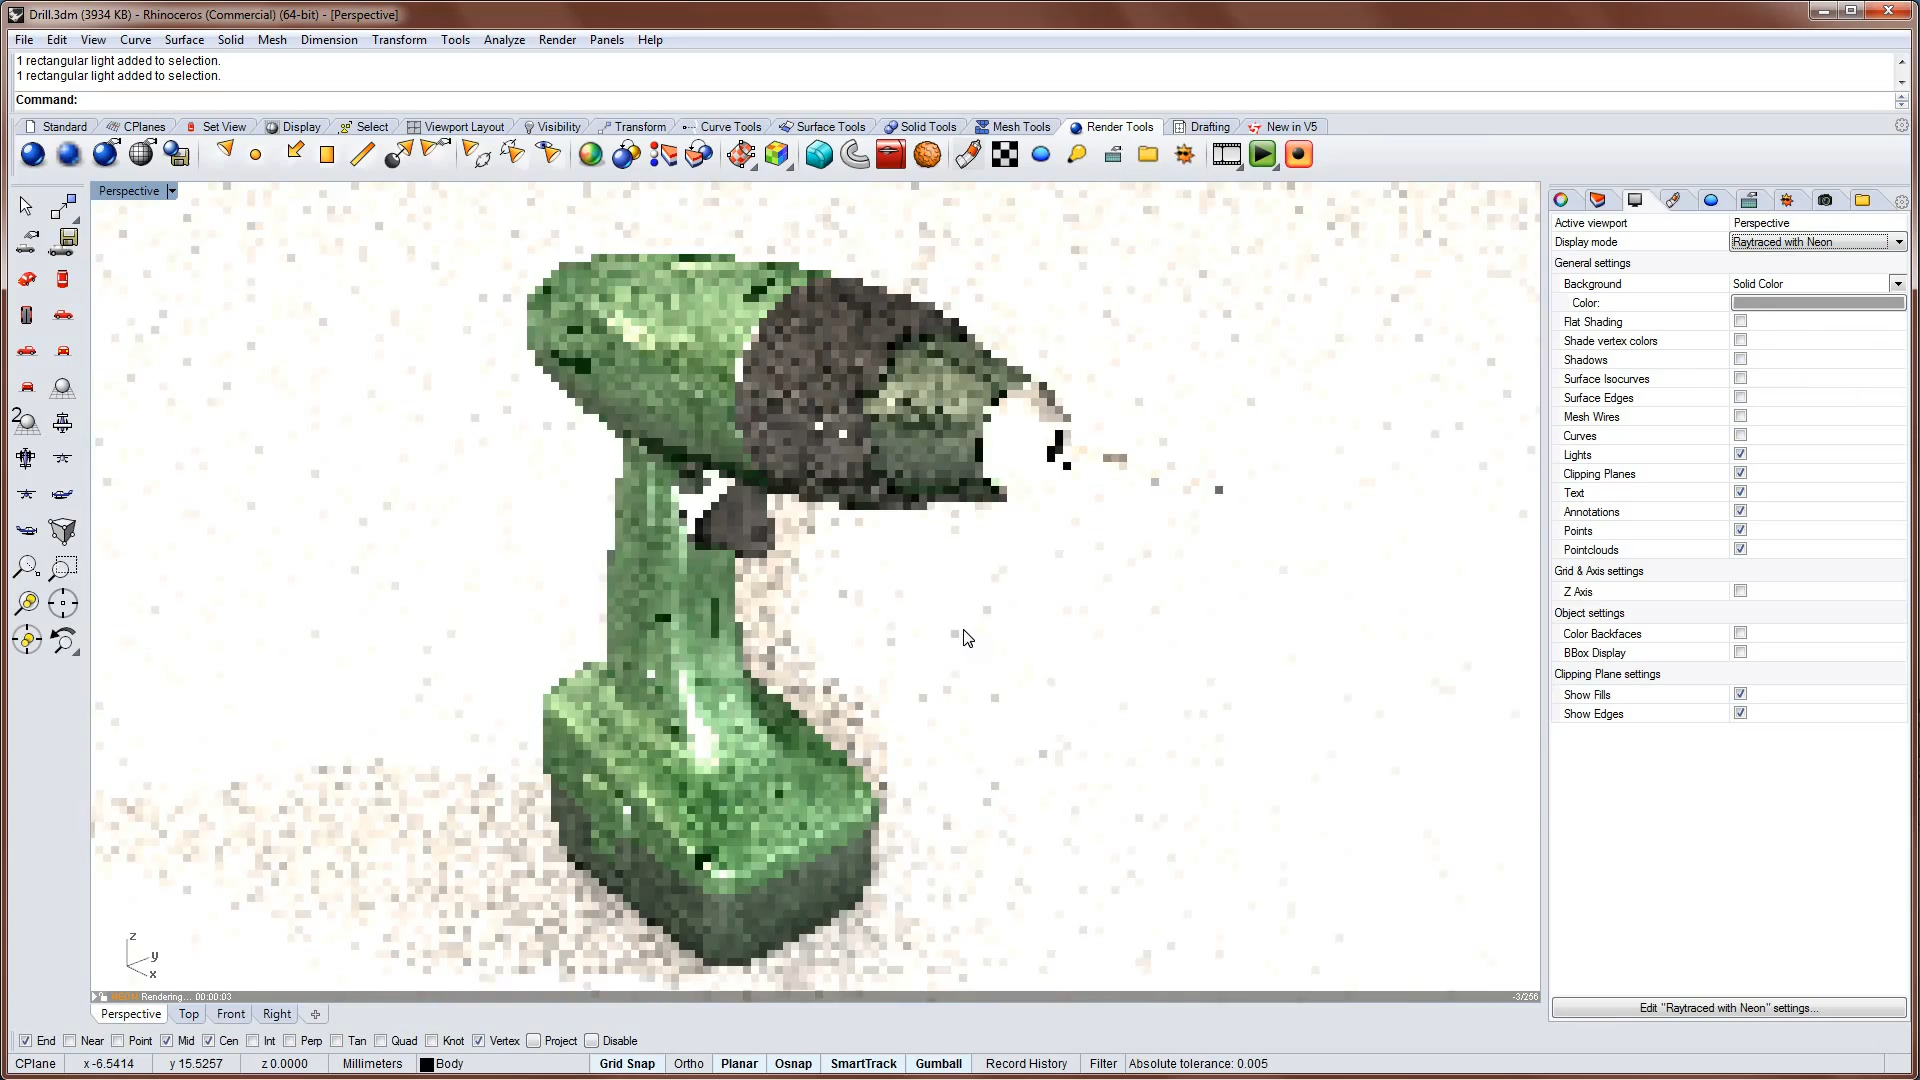 Drill.3dm (3934 KB) - Rhinoceros (Commercial) (64-bit) - [Perspective]
File Edit View Curve Surface Solid Mesh Dimension Transform Tools Analyze Render Panels Help
1 rectangular light added to selection.
1 rectangular light added to selection.
Command:
Standard CPlanes Set View Display Select Viewport Layout Visibility Transform Curve Tools Surface Tools Solid Tools Mesh Tools Render Tools Drafting New in V5
Perspective
2
Active viewport Perspective
Display mode Raytraced with Neon
General settings
Background Solid Color
Color:
Flat Shading
Shade vertex colors
Shadows
Surface Isocurves
Surface Edges
Mesh Wires
Curves
Lights
Clipping Planes
Text
Annotations
Points
Pointclouds
Grid & Axis settings
Z Axis
Object settings
Color Backfaces
BBox Display
Clipping Plane settings
Show Fills
Show Edges
Edit "Raytraced with Neon" settings...
z
y
x
NEON Rendering... 00:00:03 -3/256
Perspective Top Front Right
End Near Point Mid Cen Int Perp Tan Quad Knot Vertex Project Disable
CPlane x -6.5414 y 15.5257 z 0.0000 Millimeters Body Grid Snap Ortho Planar Osnap SmartTrack Gumball Record History Filter Absolute tolerance: 0.005